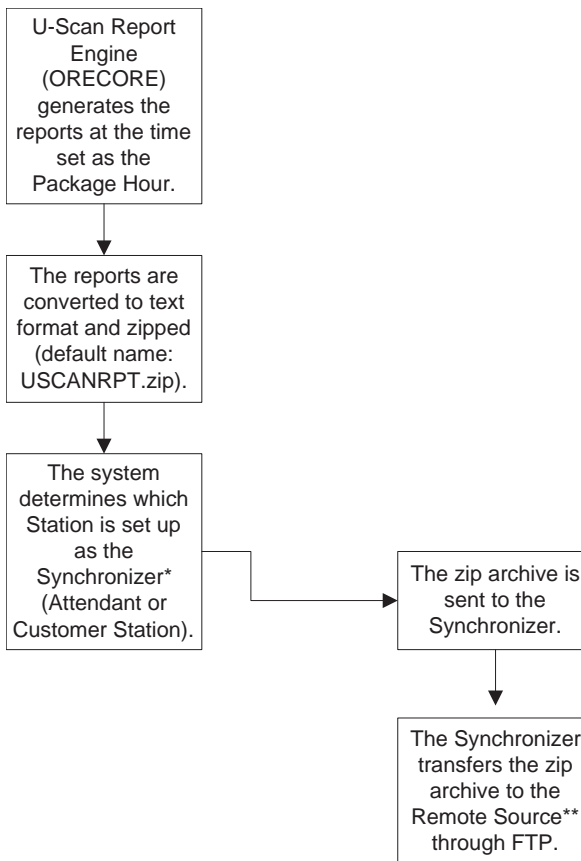 U-Scan Report
Engine
(ORECORE)
generates the
reports at the time
set as the
Package Hour.
The reports are
converted to text
format and zipped
(default name:
USCANRPT.zip).
The system
determines which
Station is set up
as the
Synchronizer*
(Attendant or
Customer Station).
The zip archive is
sent to the
Synchronizer.
The Synchronizer
transfers the zip
archive to the
Remote Source**
through FTP.